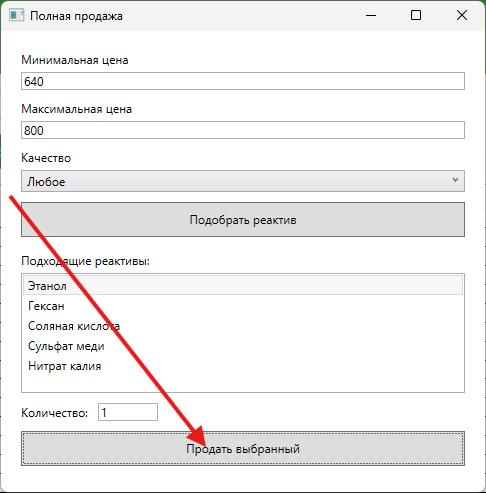 Полная продажа
Минимальная цена
640
Максимальная цена
800
Качество
Любое
Подобрать реактив
Подходящие реактивы:
Этанол
Гексан
Соляная кислота
Сульфат меди
Нитрат калия
Количество: 1
Продать выбранный